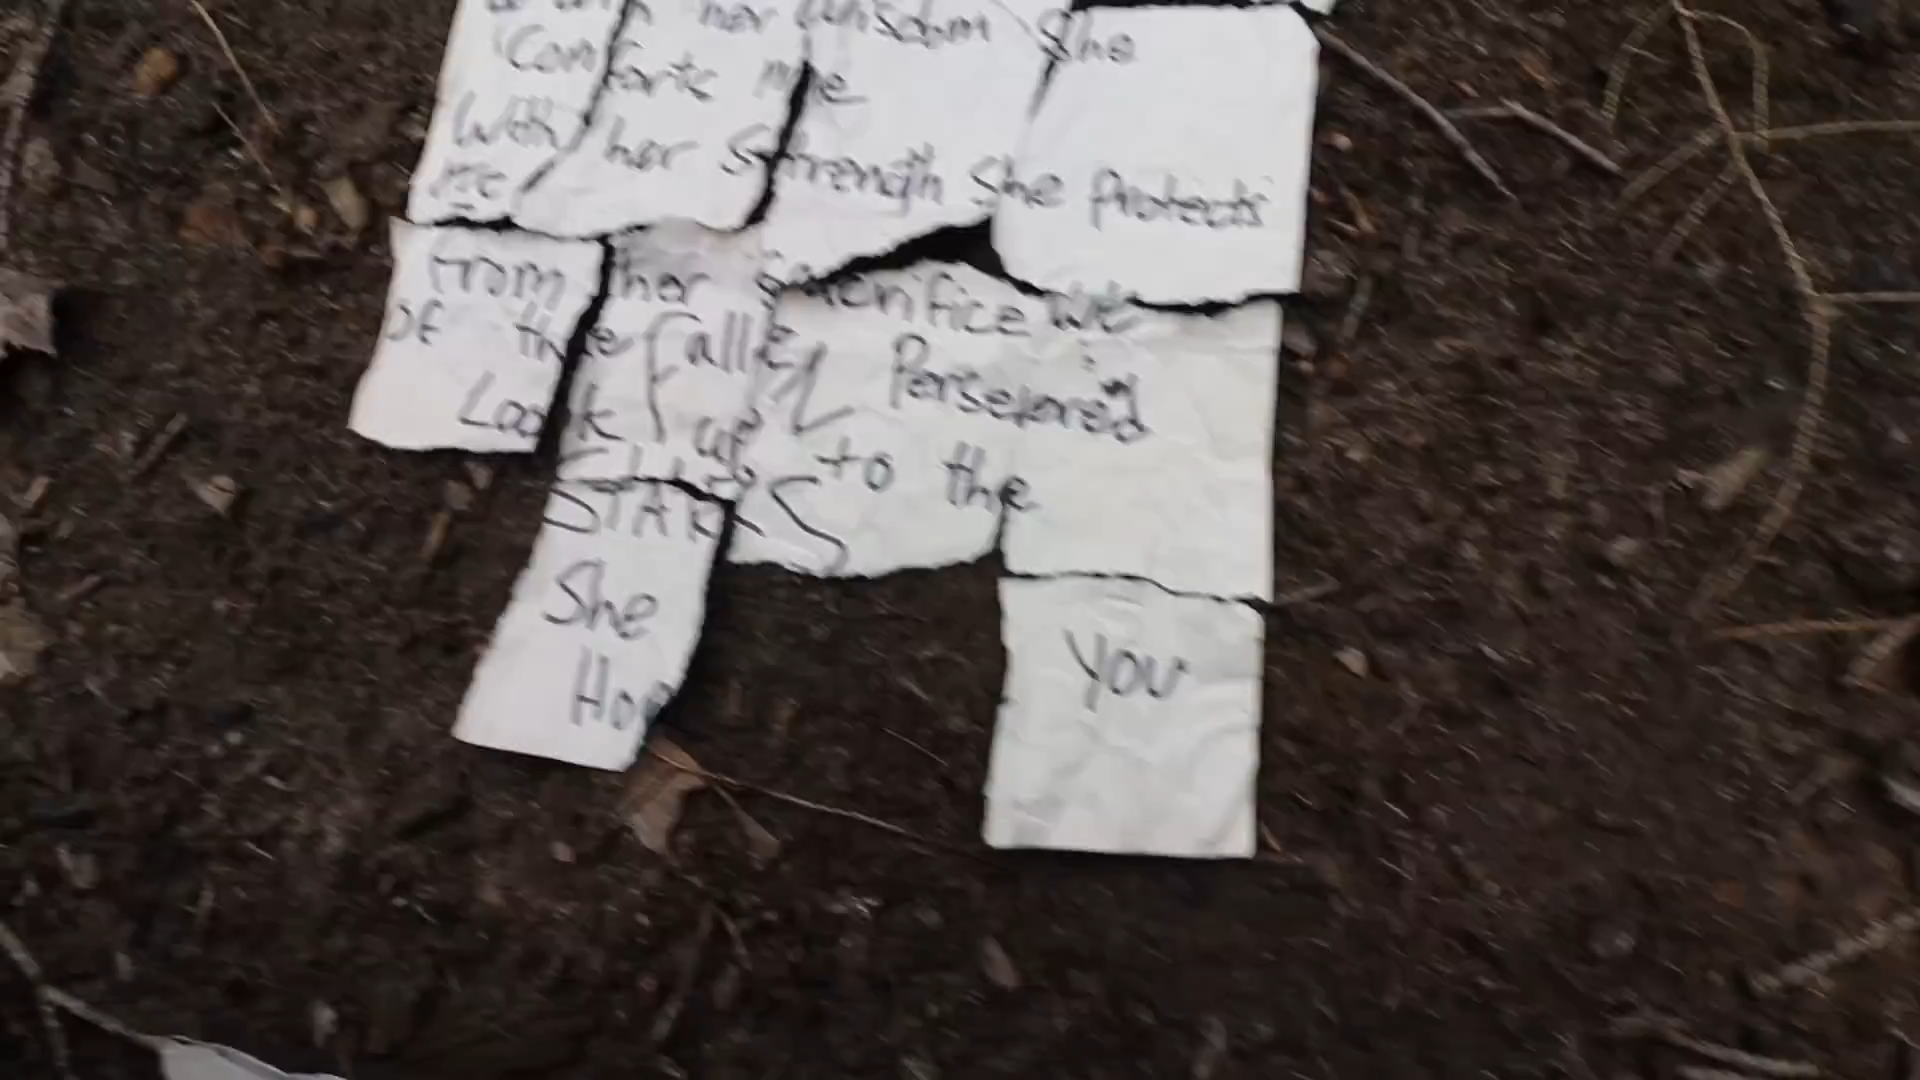 with her wisdom She
Comforts me
With her Strength She Protects
me
from her sacrifice we
of the fallen Persevered
Look up to the
STARS
She
You